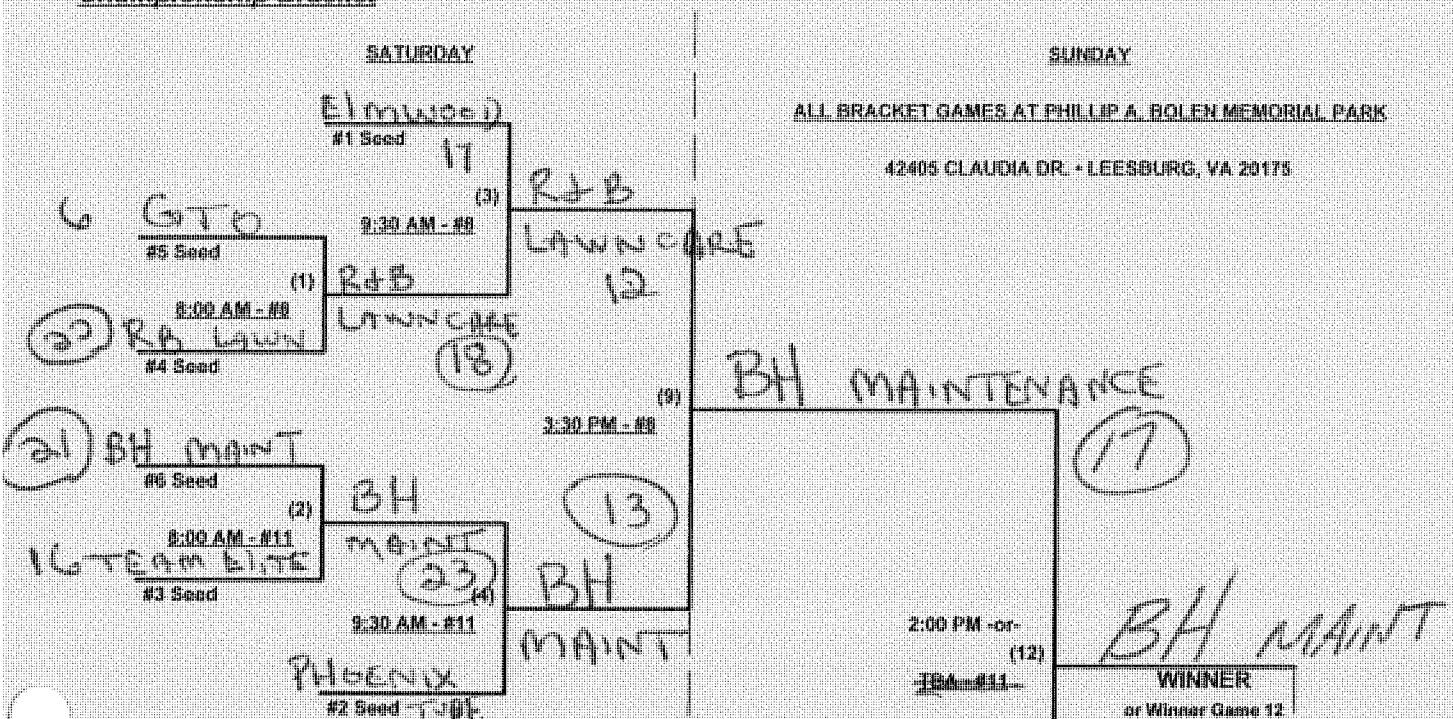 SATURDAY
SUNDAY
ALL BRACKET GAMES AT PHILLIP A. BOLEN MEMORIAL PARK
42405 CLAUDIA DR. • LEESBURG, VA 20175
Elmwood
#1 Seed
17
(3)
9:30 AM - #8
R+B
LAWN CARE
12
6 GTO
#5 Seed
(1)
8:00 AM - #8
R+B
LAWNCARE
18
22 RB LAWN
#4 Seed
(9)
3:30 PM - #8
BH MAINTENANCE
17
21 BH MAINT
#6 Seed
(2)
8:00 AM - #11
BH
MAINT
23
16 TEAM ELITE
#3 Seed
13
(4)
9:30 AM - #11
BH
MAINT
PHOENIX
#2 Seed
2:00 PM -or-
(12)
TBA - #11
BH MAINT
WINNER
or Winner Game 12